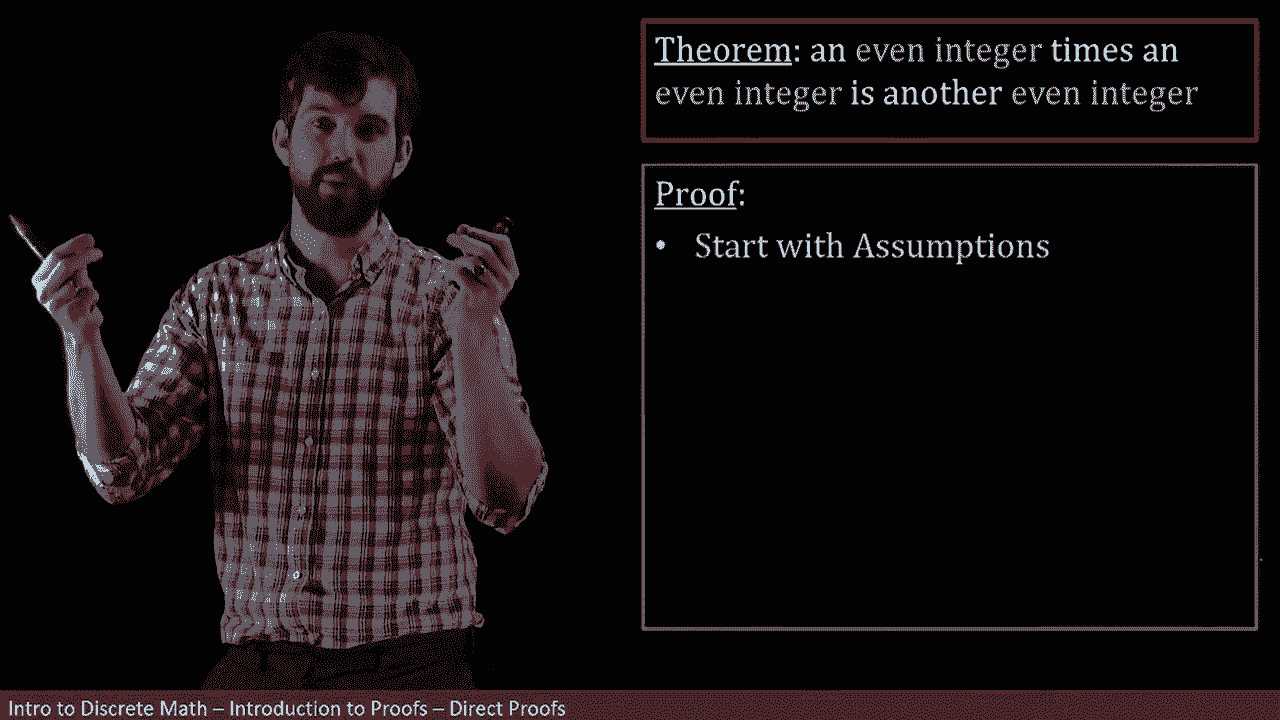 Theorem: an even integer times an
even integer is another even integer
Proof:
• Start with Assumptions
Intro to Discrete Math – Introduction to Proofs – Direct Proofs